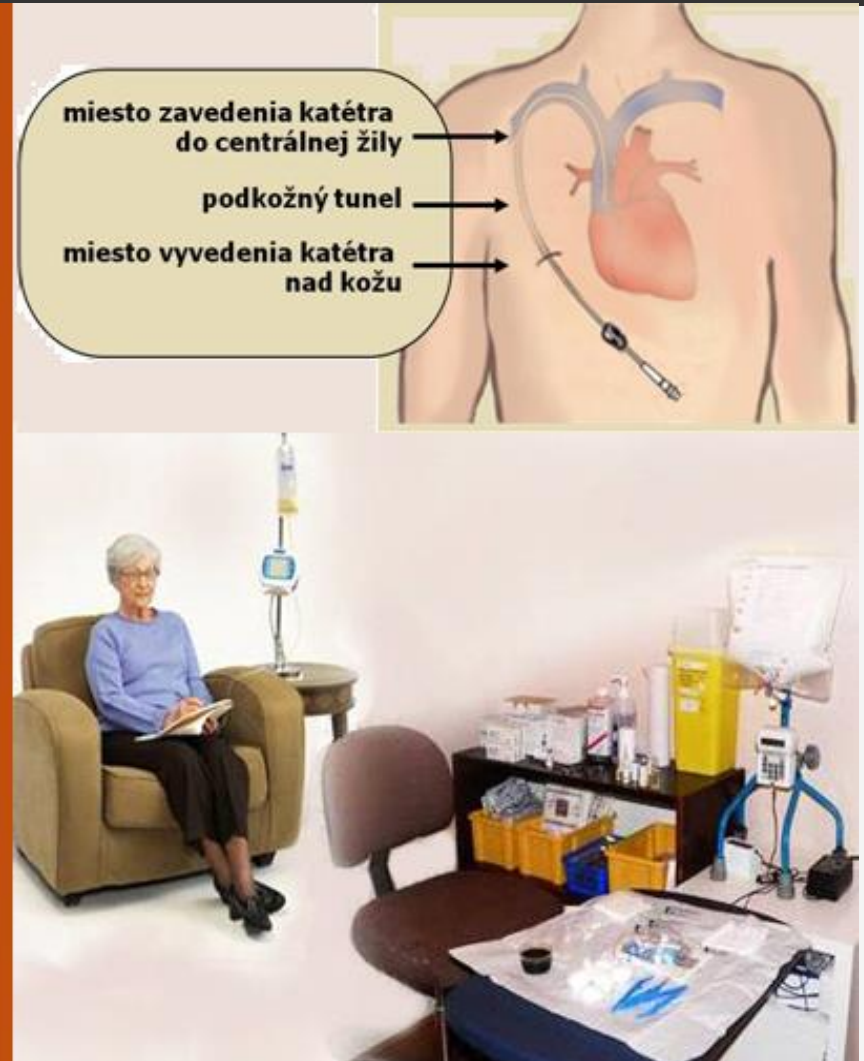 miesto zavedenia katétra
do centrálnej žily
podkožný tunel
miesto vyvedenia katétra
nad kožu